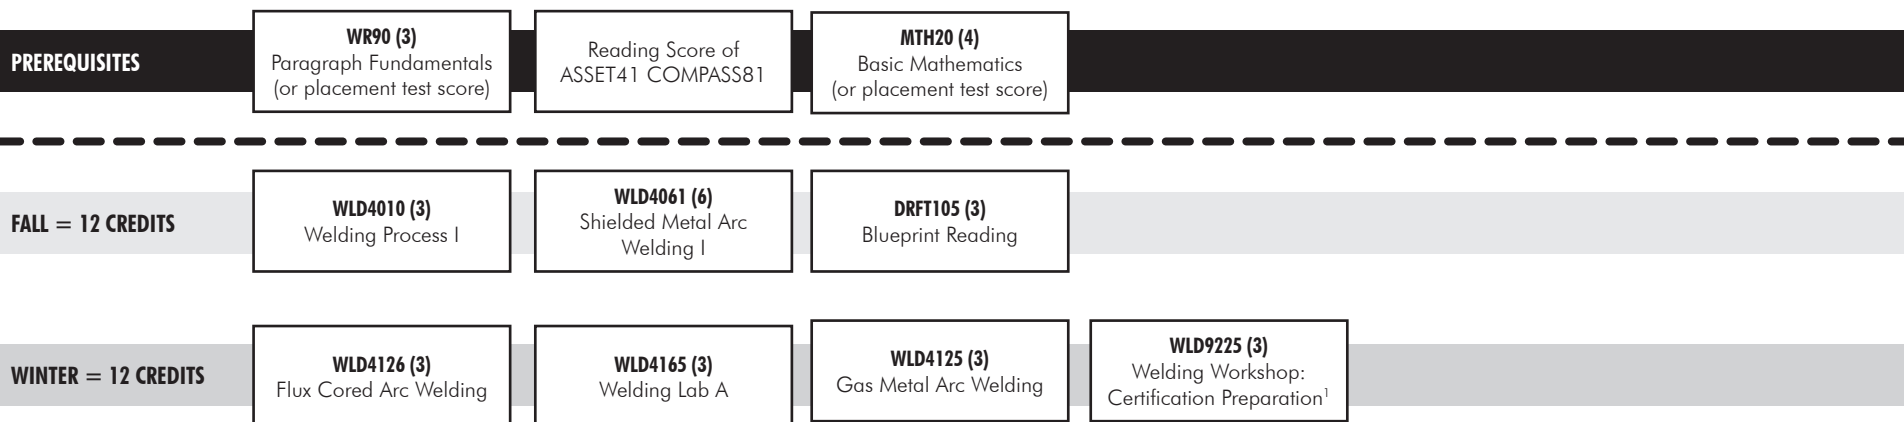 PREREQUISITES
WR90 (3)
Paragraph Fundamentals
(or placement test score)
Reading Score of
ASSET41 COMPASS81
MTH20 (4)
Basic Mathematics
(or placement test score)
FALL = 12 CREDITS
WLD4010 (3)
Welding Process I
WLD4061 (6)
Shielded Metal Arc
Welding I
DRFT105 (3)
Blueprint Reading
WINTER = 12 CREDITS
WLD4126 (3)
Flux Cored Arc Welding
WLD4165 (3)
Welding Lab A
WLD4125 (3)
Gas Metal Arc Welding
WLD9225 (3)
Welding Workshop:
Certification Preparation¹